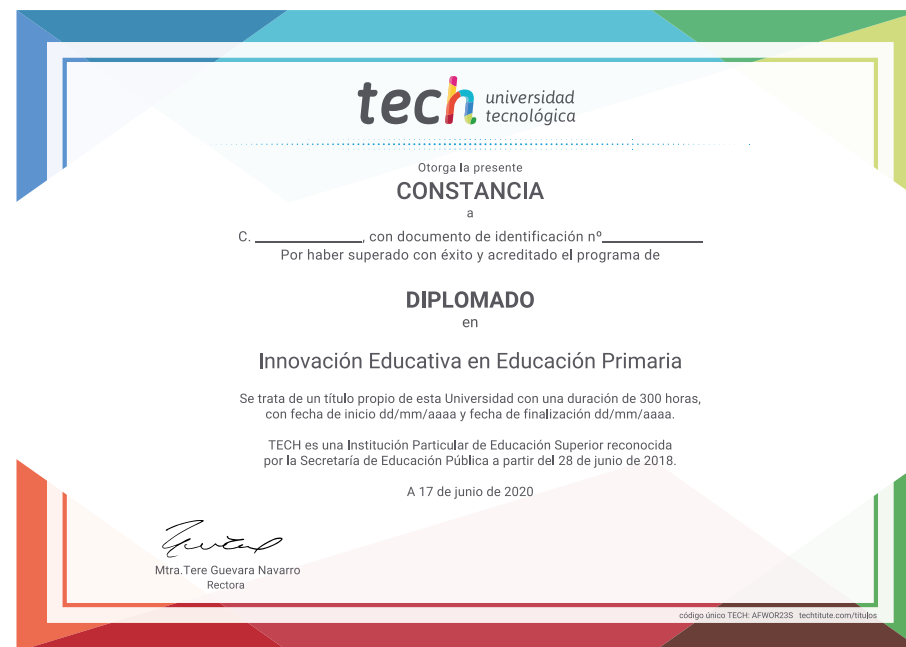 tech universidad
tecnológica
Otorga la presente
CONSTANCIA
a
C. ____________, con documento de identificación nº____________
Por haber superado con éxito y acreditado el programa de
DIPLOMADO
en
Innovación Educativa en Educación Primaria
Se trata de un título propio de esta Universidad con una duración de 300 horas,
con fecha de inicio dd/mm/aaaa y fecha de finalización dd/mm/aaaa.
TECH es una Institución Particular de Educación Superior reconocida
por la Secretaría de Educación Pública a partir del 28 de junio de 2018.
A 17 de junio de 2020
Mtra.Tere Guevara Navarro
Rectora
código único TECH: AFWOR23S techtitute.com/titulos